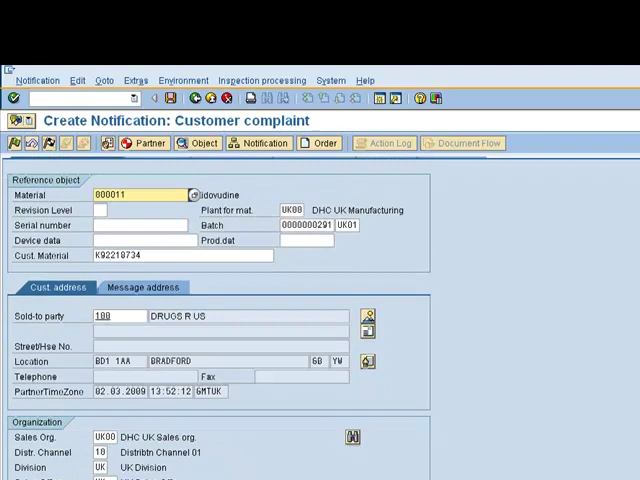 Notification Edit Goto Extras Environment Inspection processing System Help
Create Notification: Customer complaint
Partner Object Notification Order Action Log Document Flow
Reference object
Material 000011 idovudine
Revision Level Plant for mat. UK00 DHC UK Manufacturing
Serial number Batch 0000000291 UK01
Device data Prod.dat
Cust. Material K92218734
Cust. address Message address
Sold-to party 100 DRUGS R US
Street/Hse No.
Location BD1 1AA BRADFORD GB YW
Telephone Fax
PartnerTimeZone 02.03.2009 13:52:12 GMTUK
Organization
Sales Org. UK00 DHC UK Sales org.
Distr. Channel 10 Distribtn Channel 01
Division UK UK Division